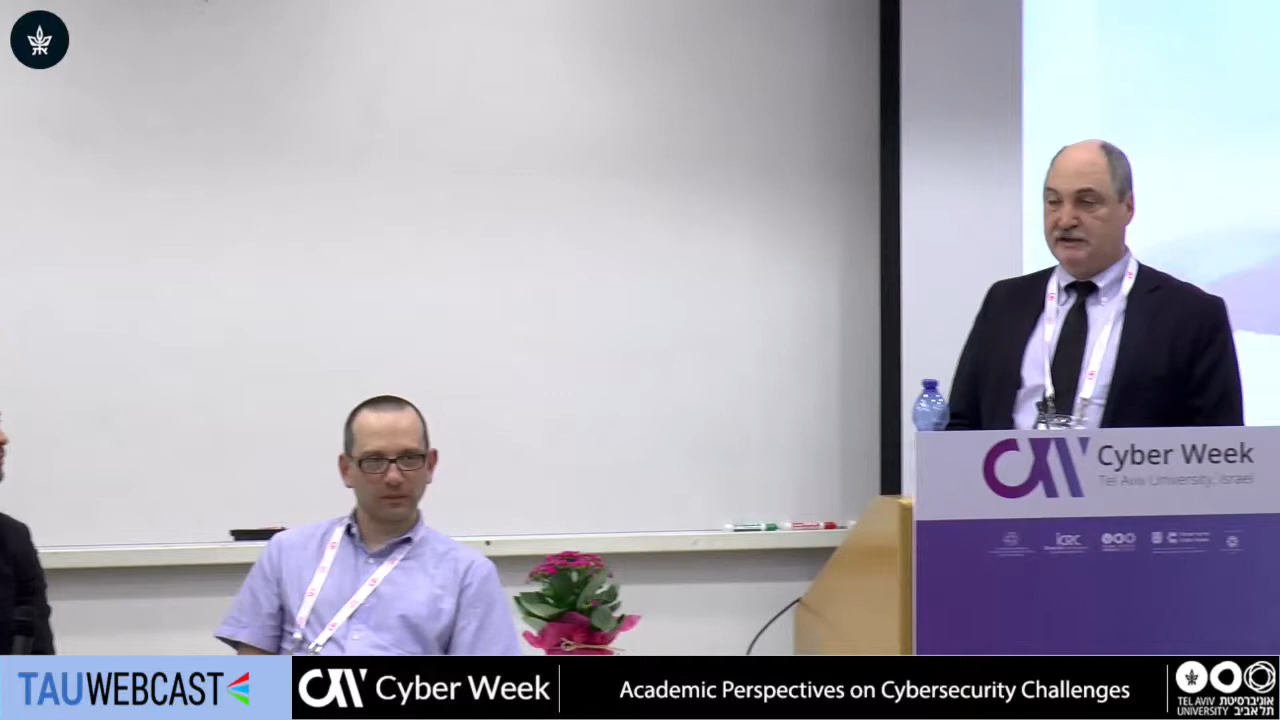 Cyber Week
Tel Aviv University, Israel
iCRC
TAUWEBCAST
Cyber Week
Academic Perspectives on Cybersecurity Challenges
TEL AVIV אוניברסיטת
UNIVERSITY תל אביב